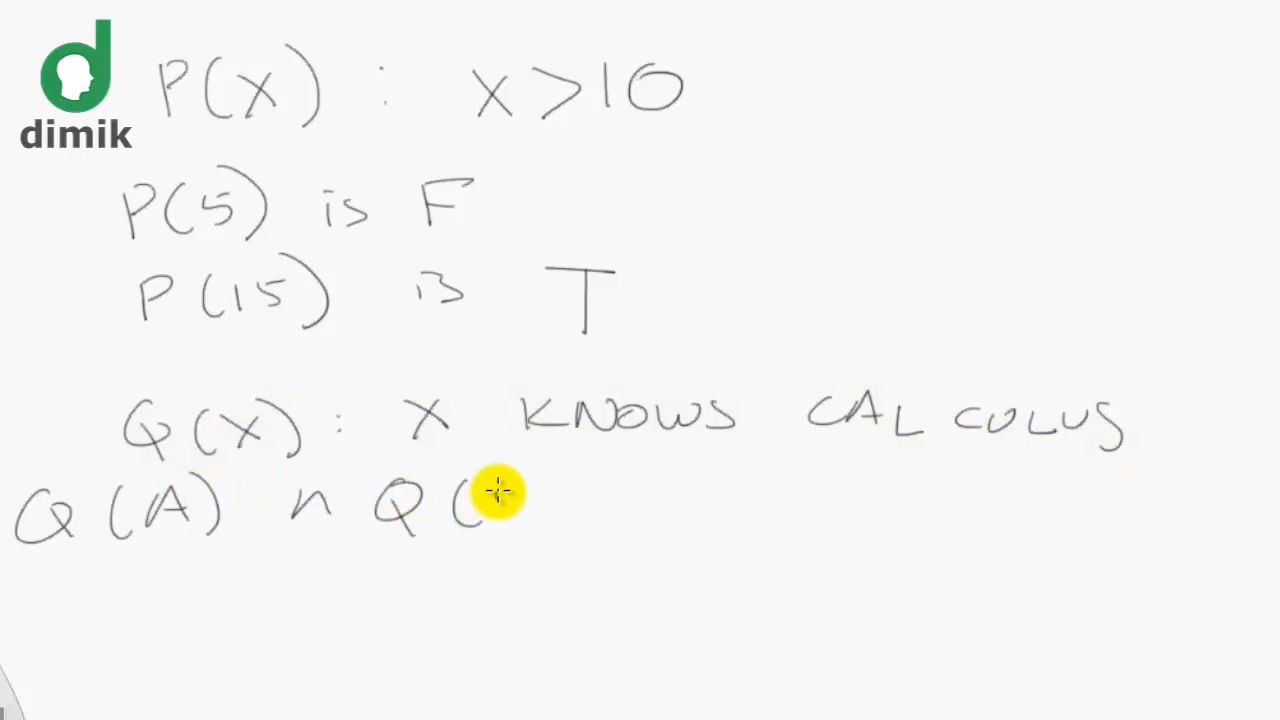 dimik
P(X) : X>10
P(5) is F
P(15) is T
Q(X) : X KNOWS CALCULUS
Q(A) ∧ Q(